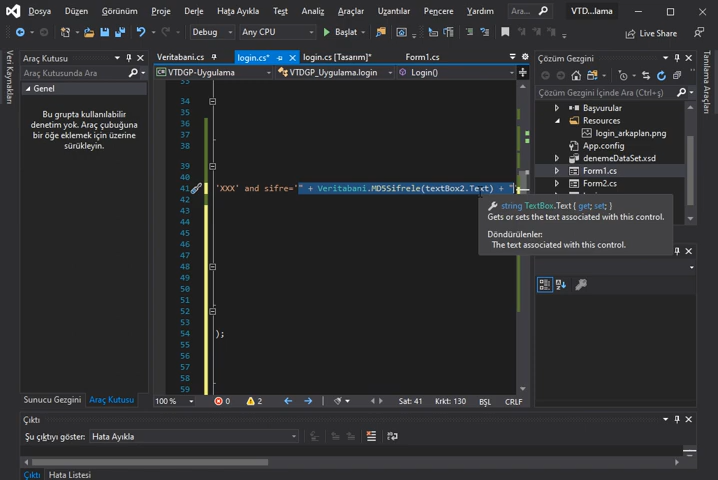 Dosya Düzen Görünüm Proje Derle Hata Ayıkla Test Analiz Araçlar Uzantılar Pencere Yardım Ara... VTD...lama
Debug Any CPU Başlat Live Share
Veri Kaynakları
Araç Kutusu
Araç Kutusunda Ara
Genel
Bu grupta kullanılabilir
denetim yok. Araç çubuğuna
bir öğe eklemek için üzerine
sürükleyin.
Sunucu Gezgini Araç Kutusu
Veritabani.cs login.cs* login.cs [Tasarım]* Form1.cs
VTDGP-Uygulama VTDGP_Uygulama.login Login()
33
34
35
36
37
38
39
40
41 'XXX' and sifre='" + Veritabani.MD5Sifrele(textBox2.Text) + "
42
43
44
45
46
47
48
49
50
51
52
53
54 );
55
56
57
58
59
string TextBox.Text { get; set; }
Gets or sets the text associated with this control.
Döndürülenler:
The text associated with this control.
100 % 0 2 Sat: 41 Krkt: 130 BŞL CRLF
Çözüm Gezgini
Çözüm Gezgini İçinde Ara (Ctrl+ş)
Başvurular
Resources
login_arkaplan.png
App.config
denemeDataSet.xsd
Form1.cs
Form2.cs
Tanılama Araçları
Çıktı
Şu çıktıyı göster: Hata Ayıkla
Çıktı Hata Listesi